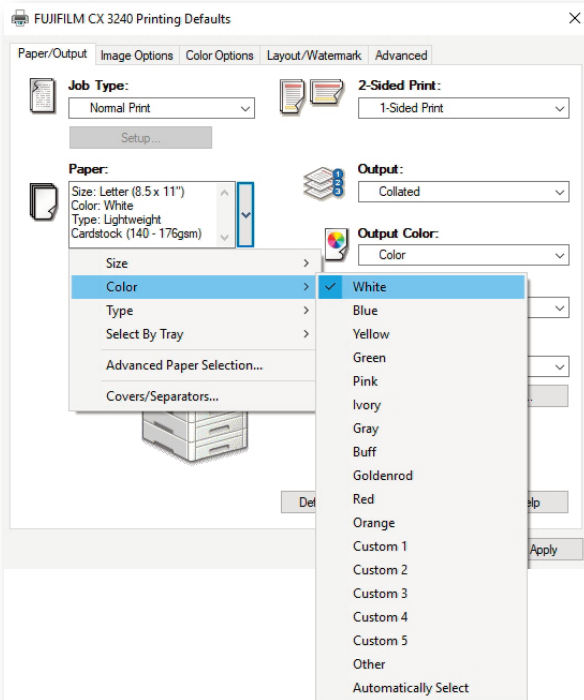 FUJIFILM CX 3240 Printing Defaults
Paper/Output Image Options Color Options Layout/Watermark Advanced
Job Type:
Normal Print
Setup...
2-Sided Print:
1-Sided Print
Paper:
Size: Letter (8.5 x 11")
Color: White
Type: Lightweight
Cardstock (140 - 176gsm)
Output:
Collated
1
2
3
Output Color:
Color
Size
Color
Type
Select By Tray
Advanced Paper Selection...
Covers/Separators...
White
Blue
Yellow
Green
Pink
Ivory
Gray
Buff
Goldenrod
Red
Orange
Custom 1
Custom 2
Custom 3
Custom 4
Custom 5
Other
Automatically Select
Apply